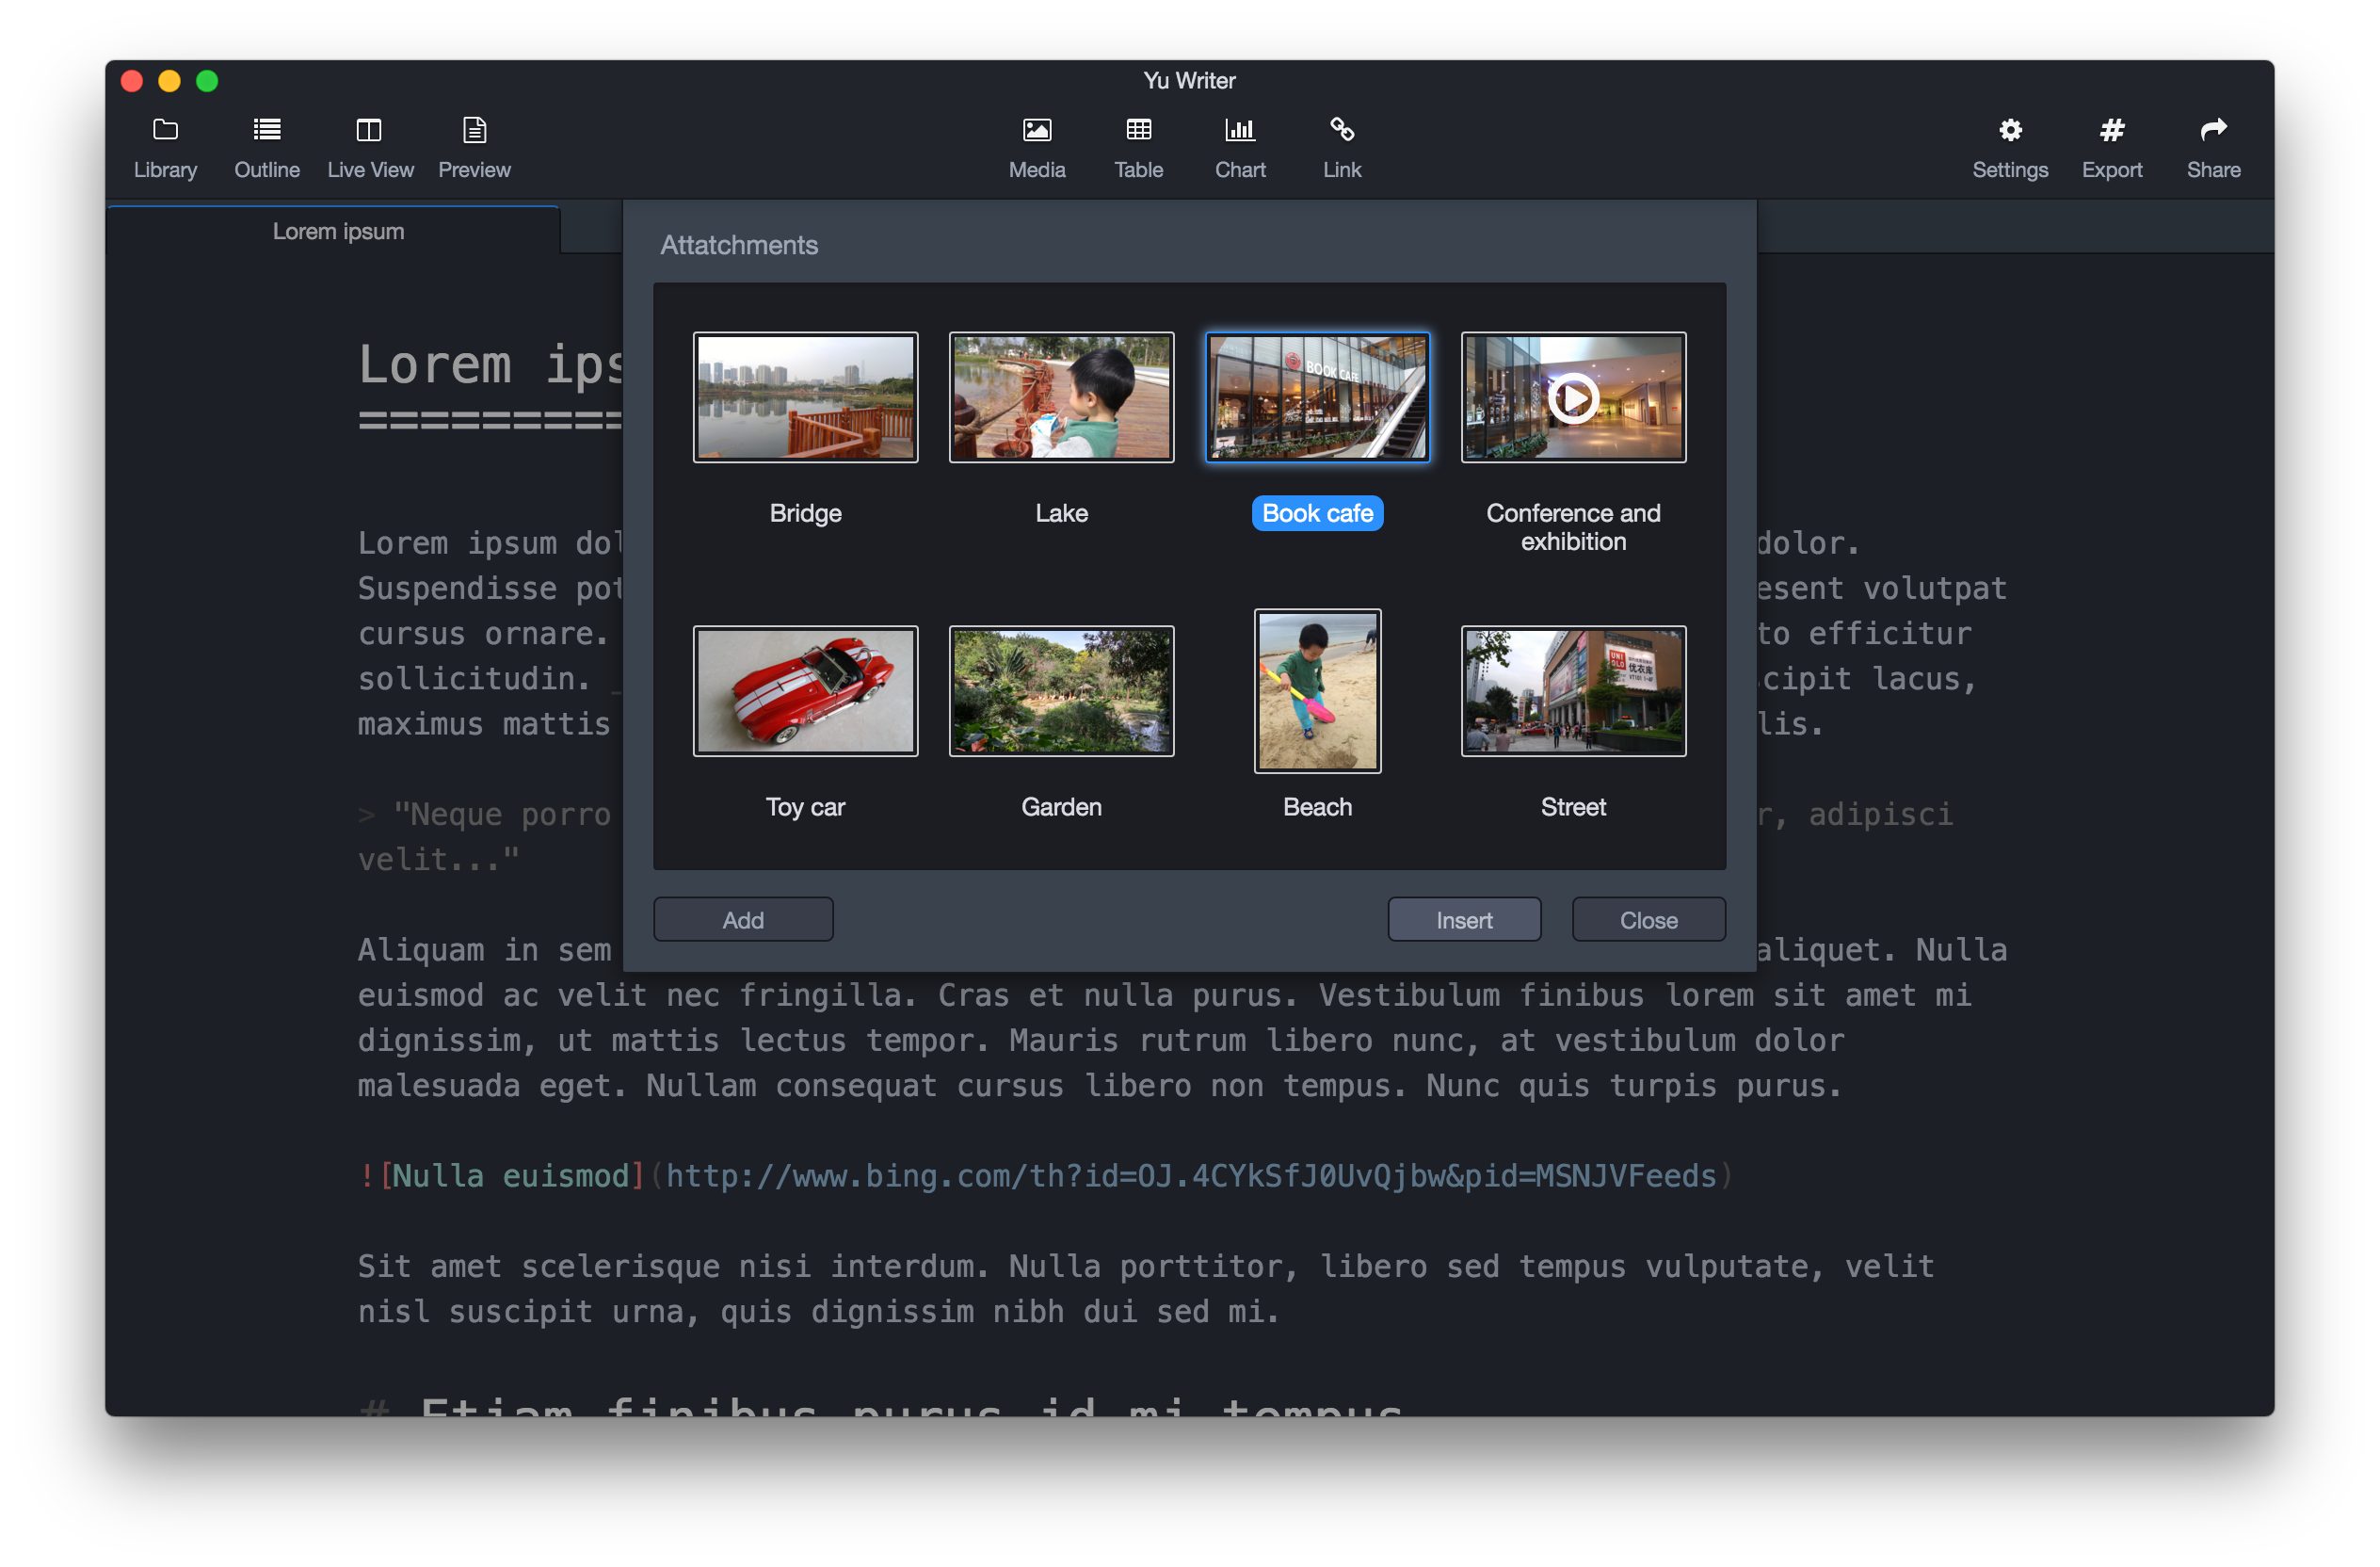 Yu Writer
Library Outline Live View Preview Media Table Chart Link Settings Export Share
Lorem ipsum
Attatchments
Lorem ips
==========
BOOK CAFE
Bridge Lake Book cafe Conference and
exhibition
Lorem ipsum dol dolor.
Suspendisse pot esent volutpat
cursus ornare. to efficitur
sollicitudin. _ cipit lacus,
maximus mattis lis.
UNI
QLO
优衣库
Toy car Garden Beach Street
> "Neque porro r, adipisci
velit..."
Add Insert Close
Aliquam in sem aliquet. Nulla
euismod ac velit nec fringilla. Cras et nulla purus. Vestibulum finibus lorem sit amet mi
dignissim, ut mattis lectus tempor. Mauris rutrum libero nunc, at vestibulum dolor
malesuada eget. Nullam consequat cursus libero non tempus. Nunc quis turpis purus.
![Nulla euismod](http://www.bing.com/th?id=OJ.4CYkSfJ0UvQjbw&pid=MSNJVFeeds)
Sit amet scelerisque nisi interdum. Nulla porttitor, libero sed tempus vulputate, velit
nisl suscipit urna, quis dignissim nibh dui sed mi.
# Etiam finibus purus id mi tempus